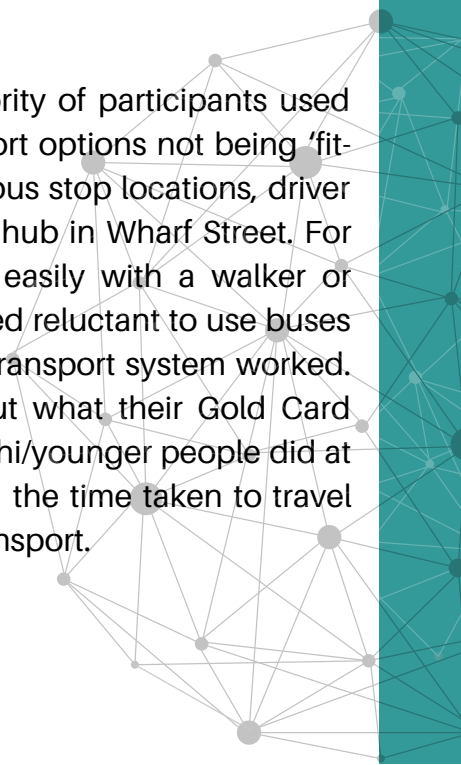 rity of participants used
rt options not being ‘fit-
bus stop locations, driver
hub in Wharf Street. For
easily with a walker or
ed reluctant to use buses
ransport system worked.
ut what their Gold Card
hi/younger people did at
the time taken to travel
nsport.